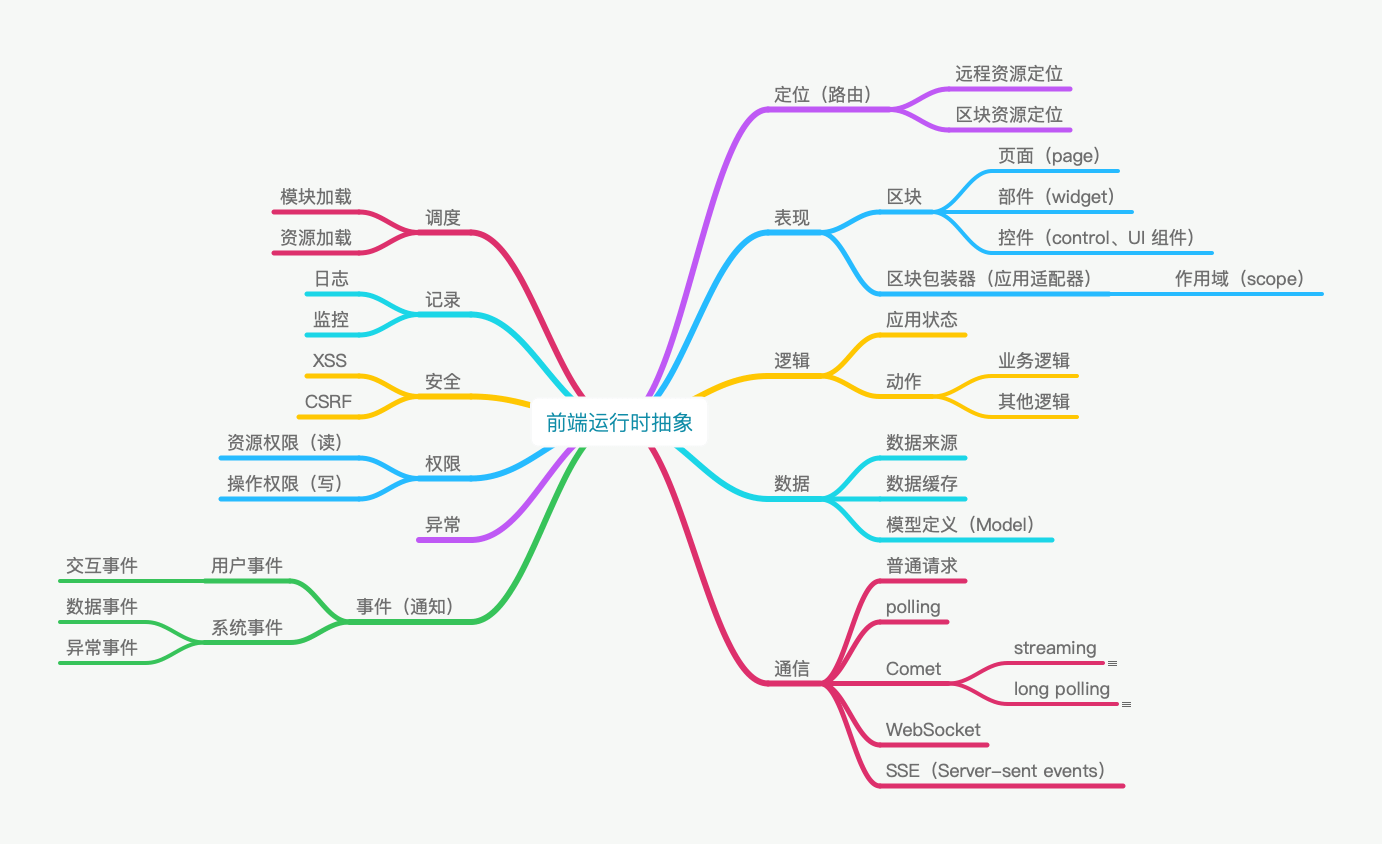 前端运行时抽象
定位（路由）
远程资源定位
区块资源定位
表现
区块
页面（page）
部件（widget）
控件（control、UI 组件）
区块包装器（应用适配器）
作用域（scope）
逻辑
应用状态
动作
业务逻辑
其他逻辑
数据
数据来源
数据缓存
模型定义（Model）
通信
普通请求
polling
Comet
streaming
long polling
WebSocket
SSE（Server-sent events）
调度
模块加载
资源加载
记录
日志
监控
安全
XSS
CSRF
权限
资源权限（读）
操作权限（写）
异常
事件（通知）
用户事件
交互事件
系统事件
数据事件
异常事件